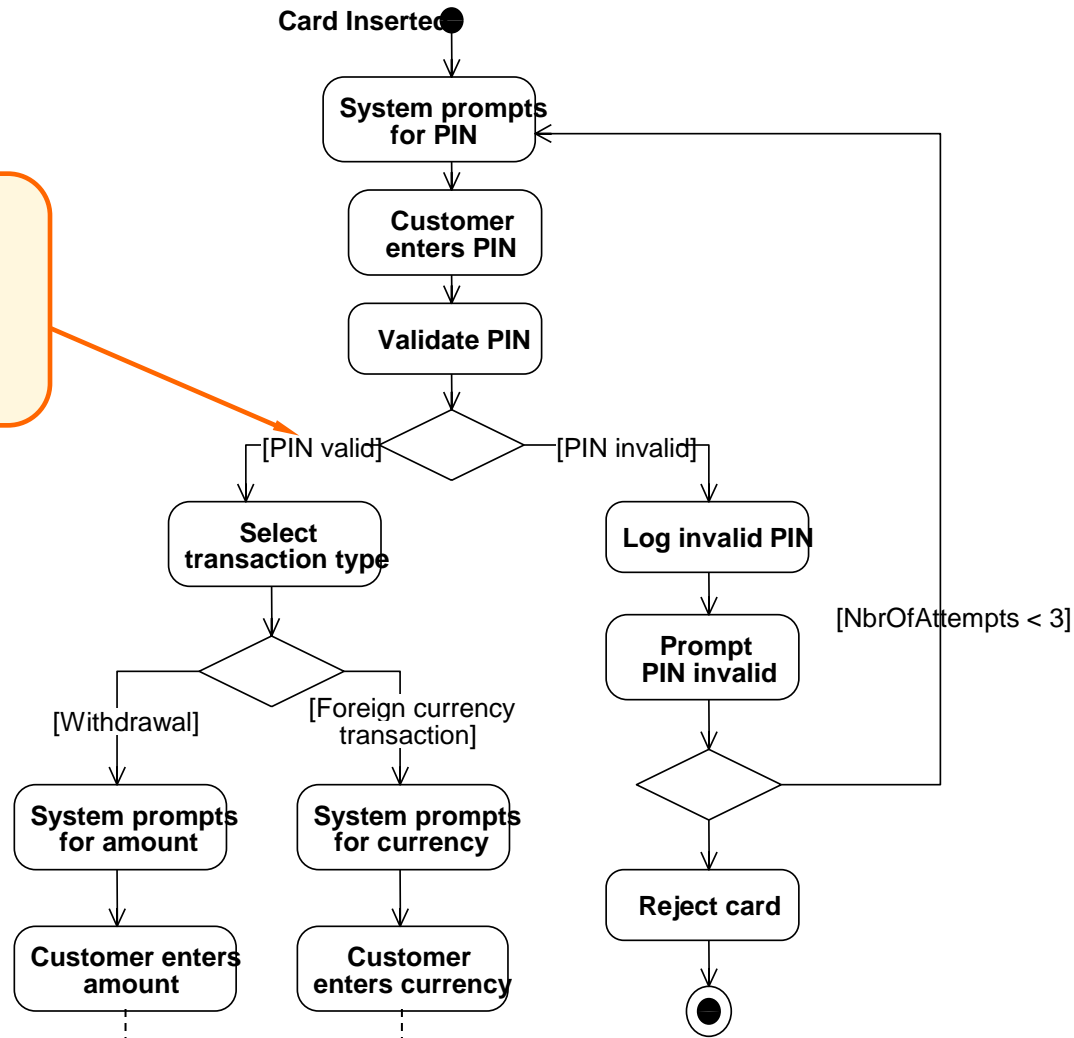 Card Inserted
System prompts
for PIN
Customer
enters PIN
Validate PIN
[PIN valid]
[PIN invalid]
Select
transaction type
Log invalid PIN
[NbrOfAttempts < 3]
Prompt
PIN invalid
[Withdrawal]
[Foreign currency
transaction]
System prompts
for amount
System prompts
for currency
Reject card
Customer enters
amount
Customer
enters currency